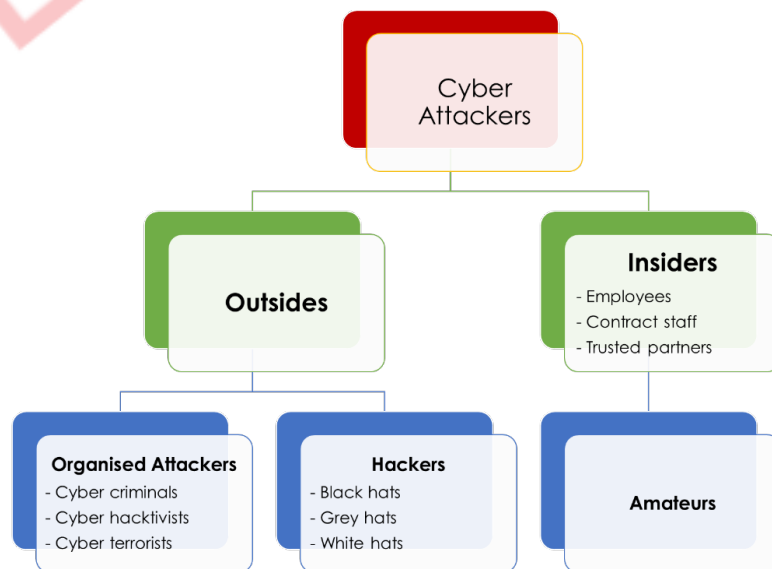 Cyber
Attackers
Outsides
Insiders
- Employees
- Contract staff
- Trusted partners
Organised Attackers
- Cyber criminals
- Cyber hacktivists
- Cyber terrorists
Hackers
- Black hats
- Grey hats
- White hats
Amateurs